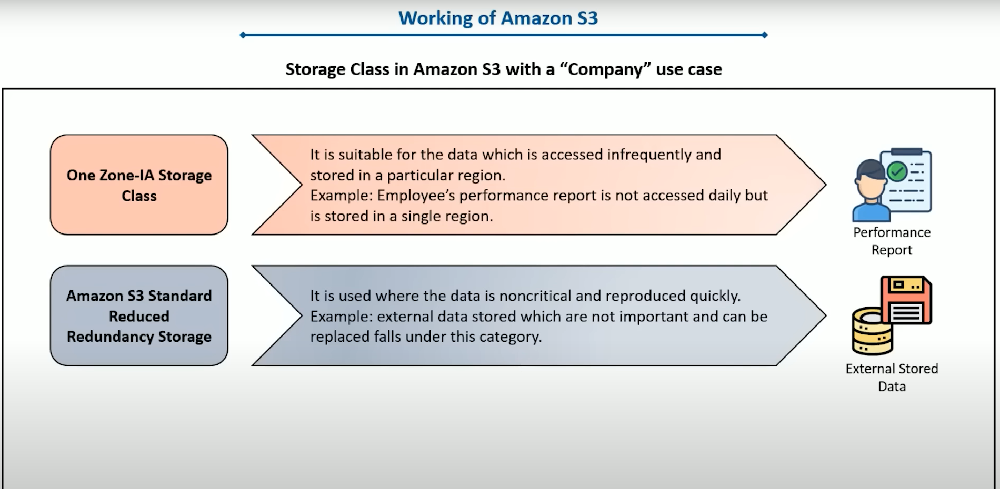 Working of Amazon S3
Storage Class in Amazon S3 with a “Company” use case
One Zone-IA Storage
Class
It is suitable for the data which is accessed infrequently and
stored in a particular region.
Example: Employee’s performance report is not accessed daily but
is stored in a single region.
Performance
Report
Amazon S3 Standard
Reduced
Redundancy Storage
It is used where the data is noncritical and reproduced quickly.
Example: external data stored which are not important and can be
replaced falls under this category.
External Stored
Data